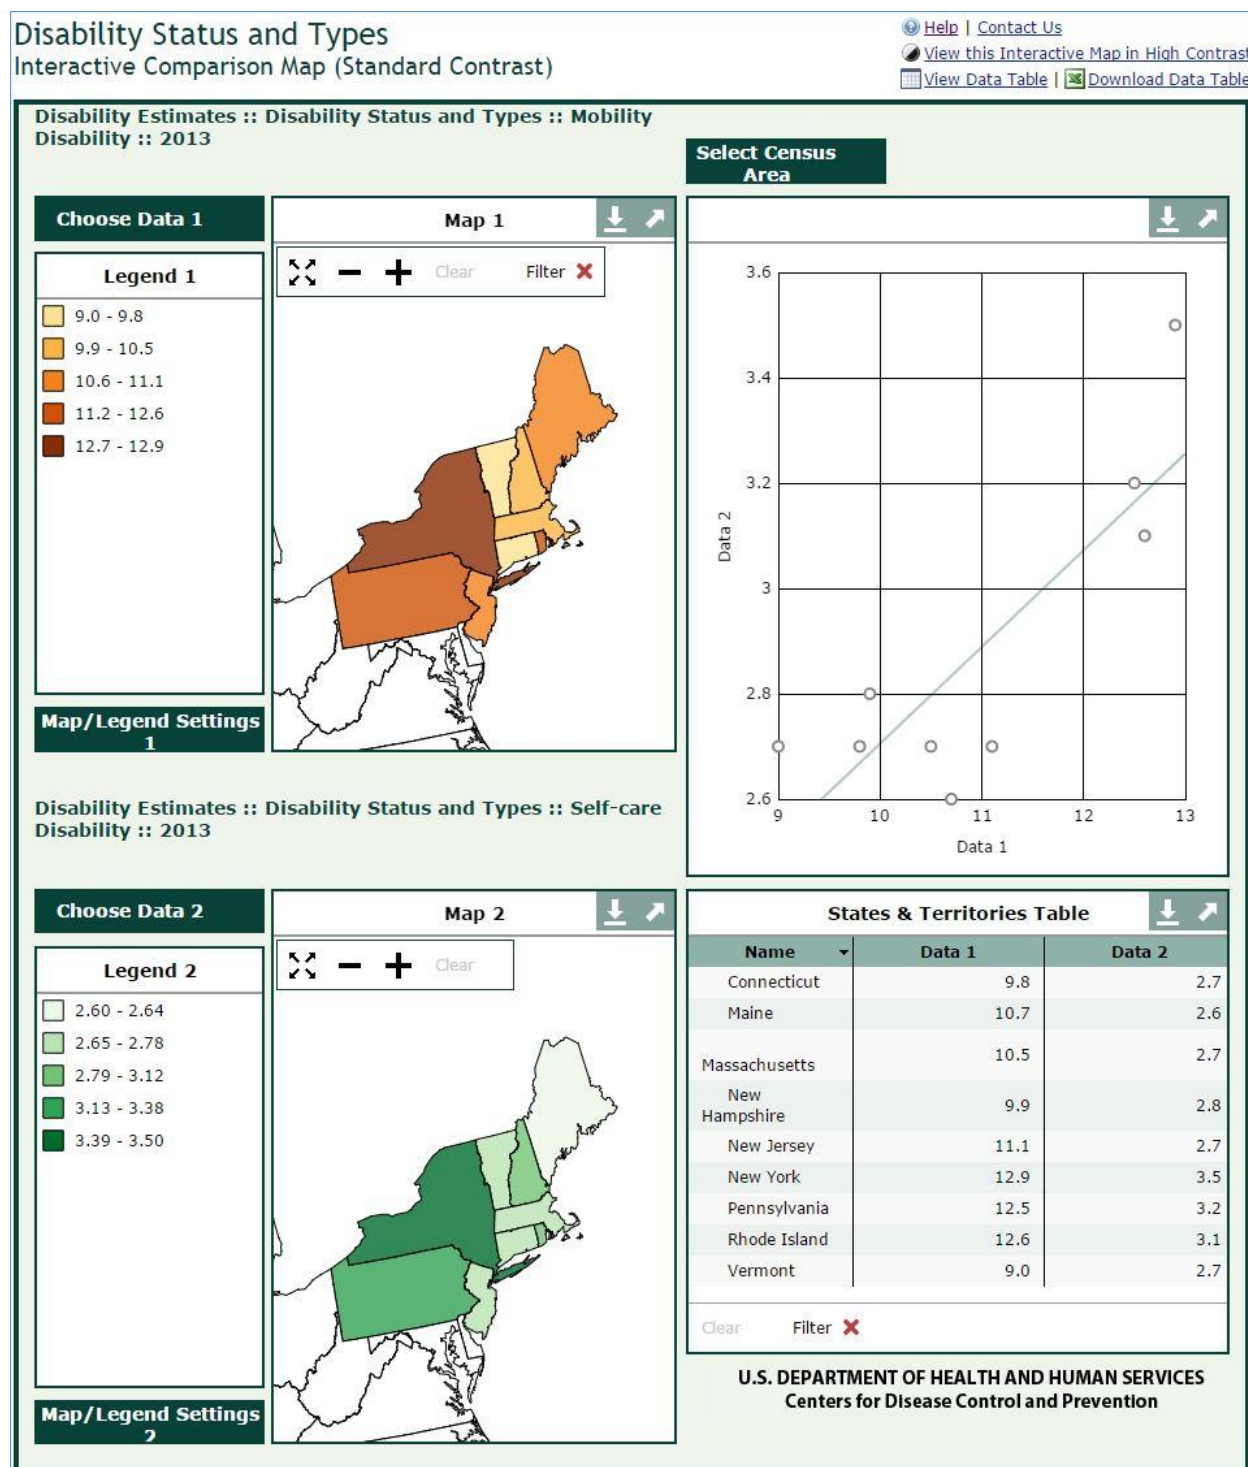 Disability Status and Types
Interactive Comparison Map (Standard Contrast)
Help | Contact Us
View this Interactive Map in High Contrast
View Data Table | Download Data Table
Disability Estimates :: Disability Status and Types :: Mobility
Disability :: 2013
Select Census
Area
Choose Data 1
Map 1
Legend 1
Clear Filter
9.0 - 9.8
9.9 - 10.5
10.6 - 11.1
11.2 - 12.6
12.7 - 12.9
Map/Legend Settings
1
3.6
3.4
3.2
3
2.8
2.6
Data 2
9 10 11 12 13
Data 1
Disability Estimates :: Disability Status and Types :: Self-care
Disability :: 2013
Choose Data 2
Map 2
Legend 2
Clear
2.60 - 2.64
2.65 - 2.78
2.79 - 3.12
3.13 - 3.38
3.39 - 3.50
Map/Legend Settings
2
States & Territories Table
Name Data 1 Data 2
Connecticut 9.8 2.7
Maine 10.7 2.6
Massachusetts 10.5 2.7
New
Hampshire 9.9 2.8
New Jersey 11.1 2.7
New York 12.9 3.5
Pennsylvania 12.5 3.2
Rhode Island 12.6 3.1
Vermont 9.0 2.7
Clear Filter
U.S. DEPARTMENT OF HEALTH AND HUMAN SERVICES
Centers for Disease Control and Prevention